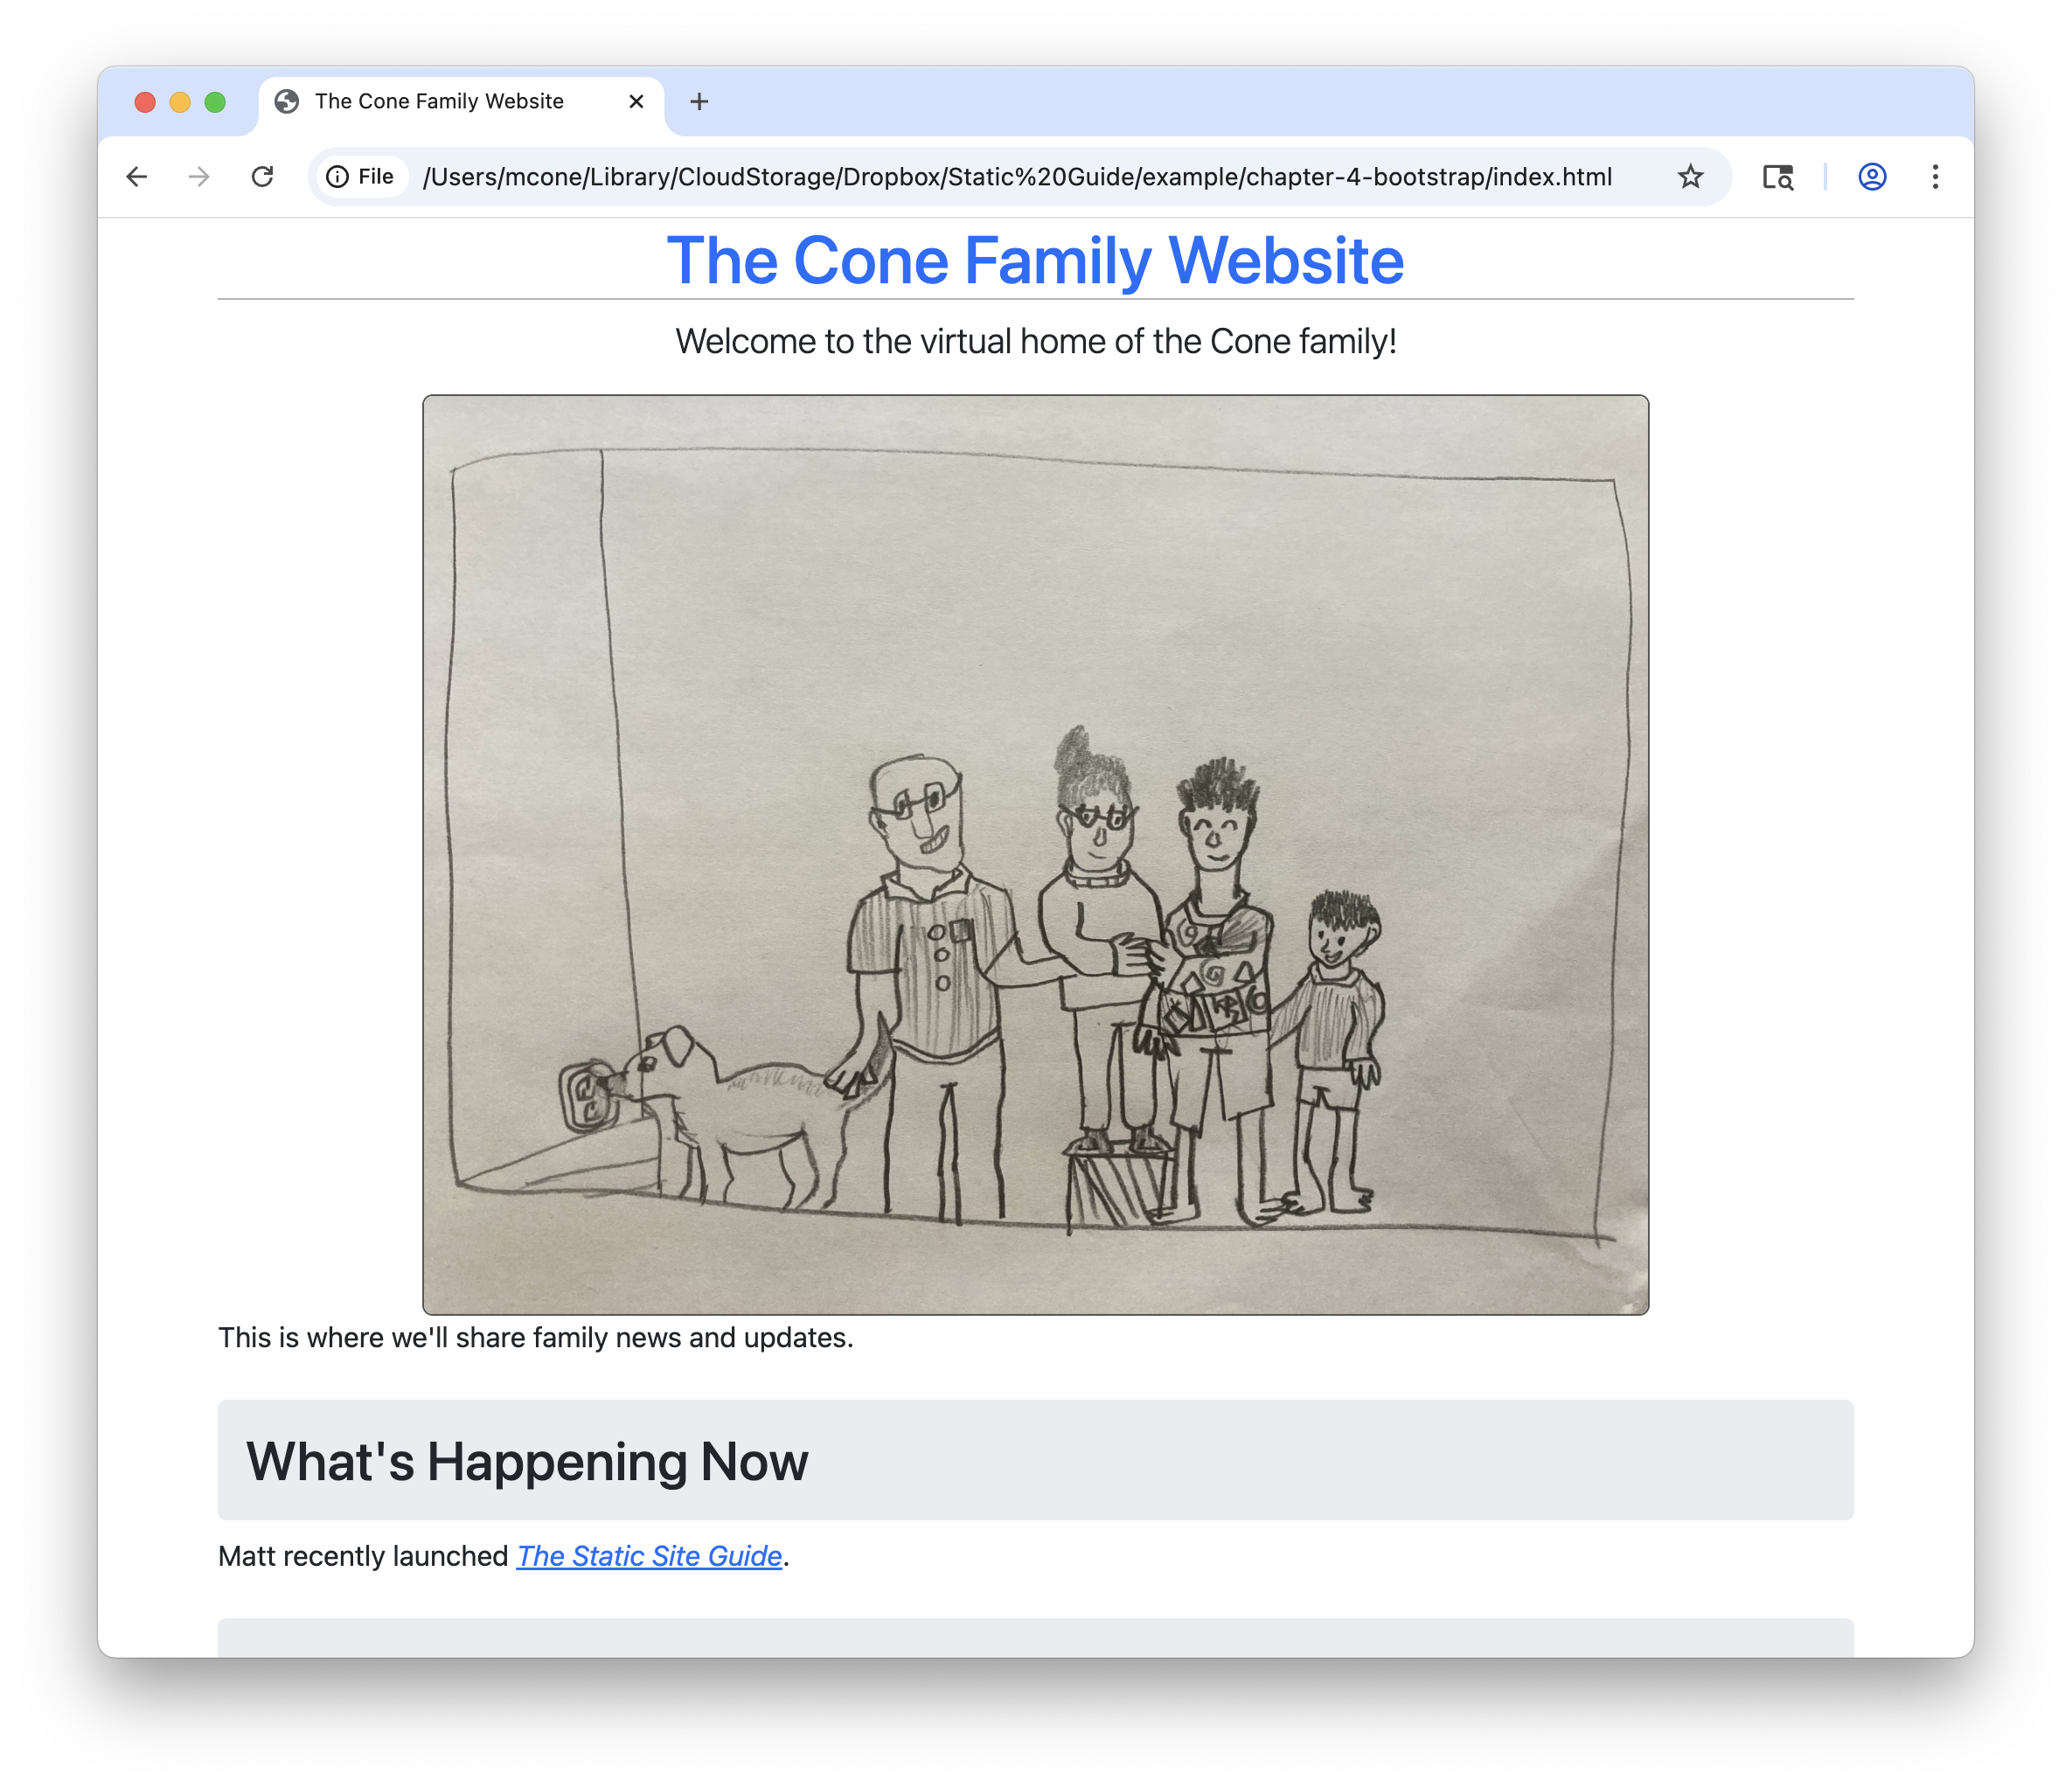 The Cone Family Website
File /Users/mcone/Library/CloudStorage/Dropbox/Static%20Guide/example/chapter-4-bootstrap/index.html
The Cone Family Website
Welcome to the virtual home of the Cone family!
This is where we'll share family news and updates.
What's Happening Now
Matt recently launched The Static Site Guide.